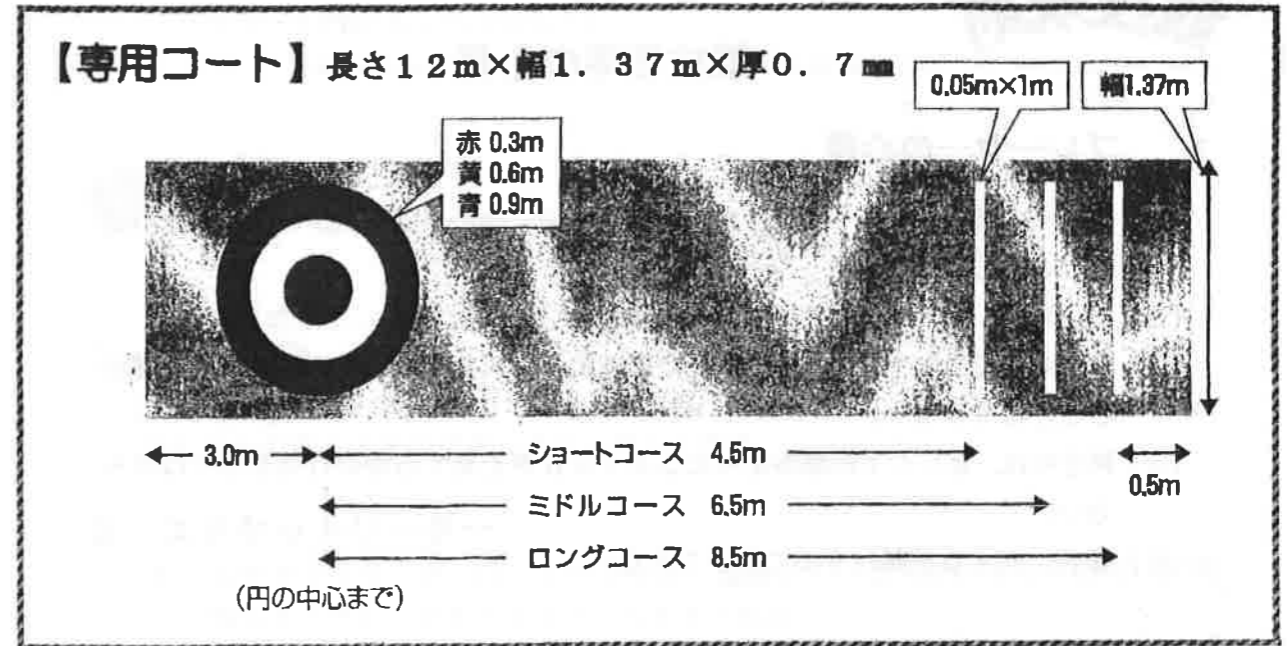 【専用コート】長さ12m×幅1.37m×厚0.7㎜
0.05m×1m
幅1.37m
赤 0.3m
黄 0.6m
青 0.9m
3.0m
ショートコース 4.5m
0.5m
ミドルコース 6.5m
ロングコース 8.5m
(円の中心まで)